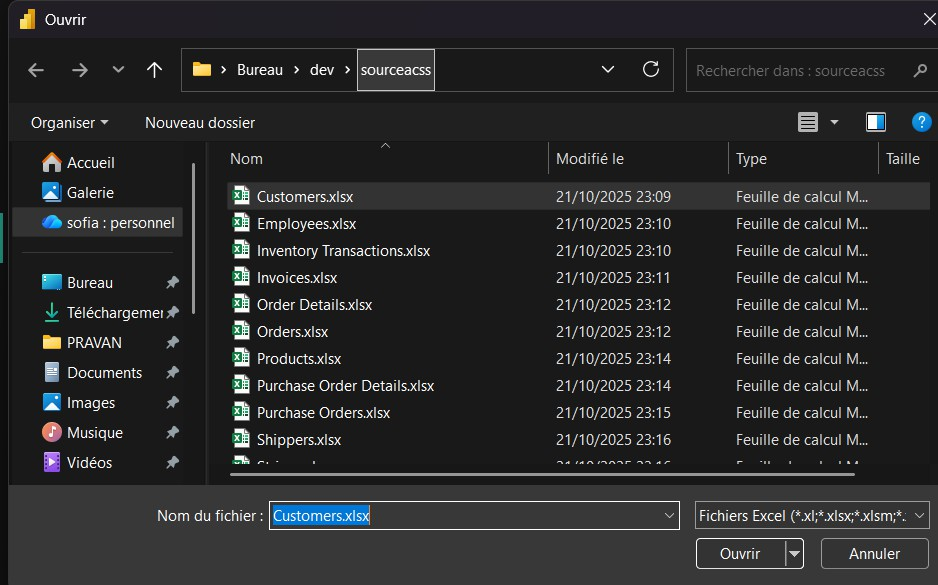 Ouvrir
Bureau dev sourceacss
Rechercher dans : sourceacss
Organiser Nouveau dossier
Nom Modifié le Type Taille
Accueil
Galerie
sofia : personnel
Bureau
Téléchargemer
PRAVAN
Documents
Images
Musique
Vidéos
Customers.xlsx 21/10/2025 23:09 Feuille de calcul M...
Employees.xlsx 21/10/2025 23:10 Feuille de calcul M...
Inventory Transactions.xlsx 21/10/2025 23:10 Feuille de calcul M...
Invoices.xlsx 21/10/2025 23:11 Feuille de calcul M...
Order Details.xlsx 21/10/2025 23:12 Feuille de calcul M...
Orders.xlsx 21/10/2025 23:12 Feuille de calcul M...
Products.xlsx 21/10/2025 23:14 Feuille de calcul M...
Purchase Order Details.xlsx 21/10/2025 23:14 Feuille de calcul M...
Purchase Orders.xlsx 21/10/2025 23:15 Feuille de calcul M...
Shippers.xlsx 21/10/2025 23:16 Feuille de calcul M...
Nom du fichier : Customers.xlsx Fichiers Excel (*.xl;*.xlsx;*.xlsm;*.
Ouvrir Annuler